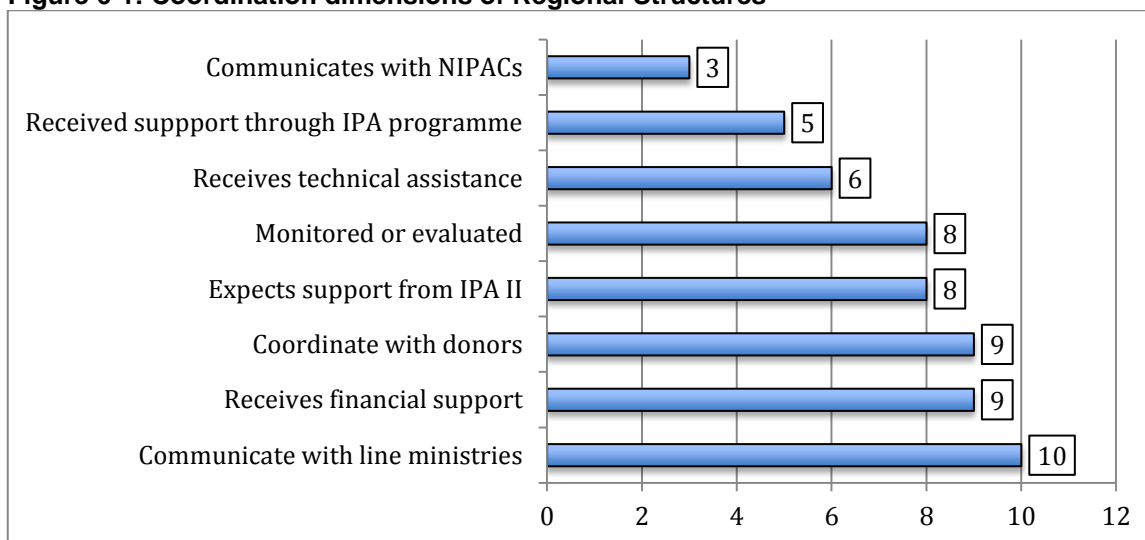 Figure 6-1: Coordination dimensions of Regional Structures
Communicates with NIPACs
3
Received suppport through IPA programme
5
Receives technical assistance
6
Monitored or evaluated
8
Expects support from IPA II
8
Coordinate with donors
9
Receives financial support
9
Communicate with line ministries
10
0 2 4 6 8 10 12